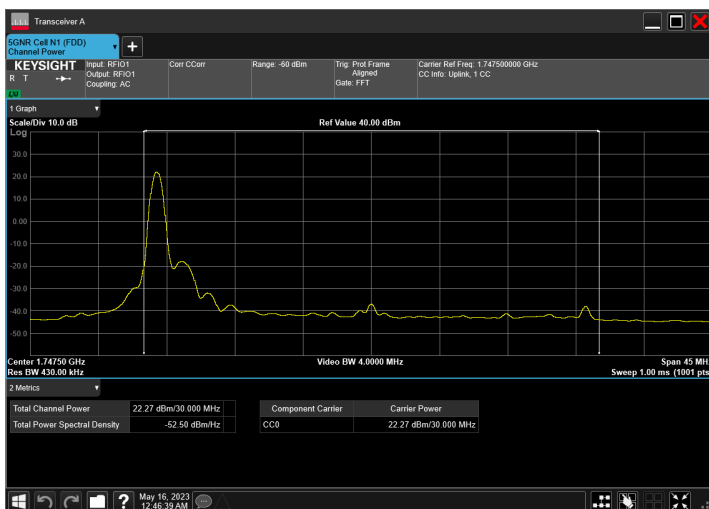 Transceiver A
5GNR Cell N1 (FDD)
Channel Power
KEYSIGHT
R T
LXI
Input: RFIO1
Output: RFIO1
Coupling: AC
Corr CCorr
Range: -60 dBm
Trig: Prot Frame
Aligned
Gate: FFT
Carrier Ref Freq: 1.747500000 GHz
CC Info: Uplink, 1 CC
1 Graph
Scale/Div 10.0 dB
Ref Value 40.00 dBm
Log
30.0
20.0
10.0
0.00
-10.0
-20.0
-30.0
-40.0
-50.0
Center 1.74750 GHz
Video BW 4.0000 MHz
Span 45 MH
Res BW 430.00 kHz
Sweep 1.00 ms (1001 pts
2 Metrics
Total Channel Power 22.27 dBm/30.000 MHz
Total Power Spectral Density -52.50 dBm/Hz
Component Carrier Carrier Power
CC0 22.27 dBm/30.000 MHz
May 16, 2023
12:46:39 AM